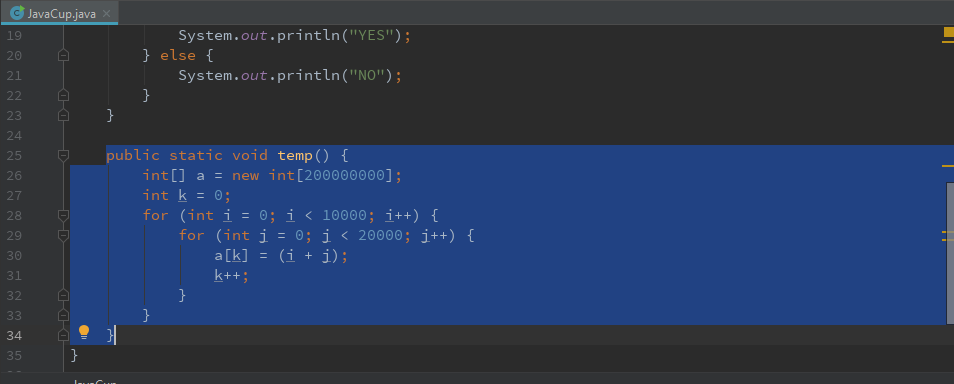 JavaCup.java
19 System.out.println("YES");
20 } else {
21 System.out.println("NO");
22 }
23 }
24
25 public static void temp() {
26 int[] a = new int[200000000];
27 int k = 0;
28 for (int i = 0; i < 10000; i++) {
29 for (int j = 0; j < 20000; j++) {
30 a[k] = (i + j);
31 k++;
32 }
33 }
34 }
35 }
JavaCup